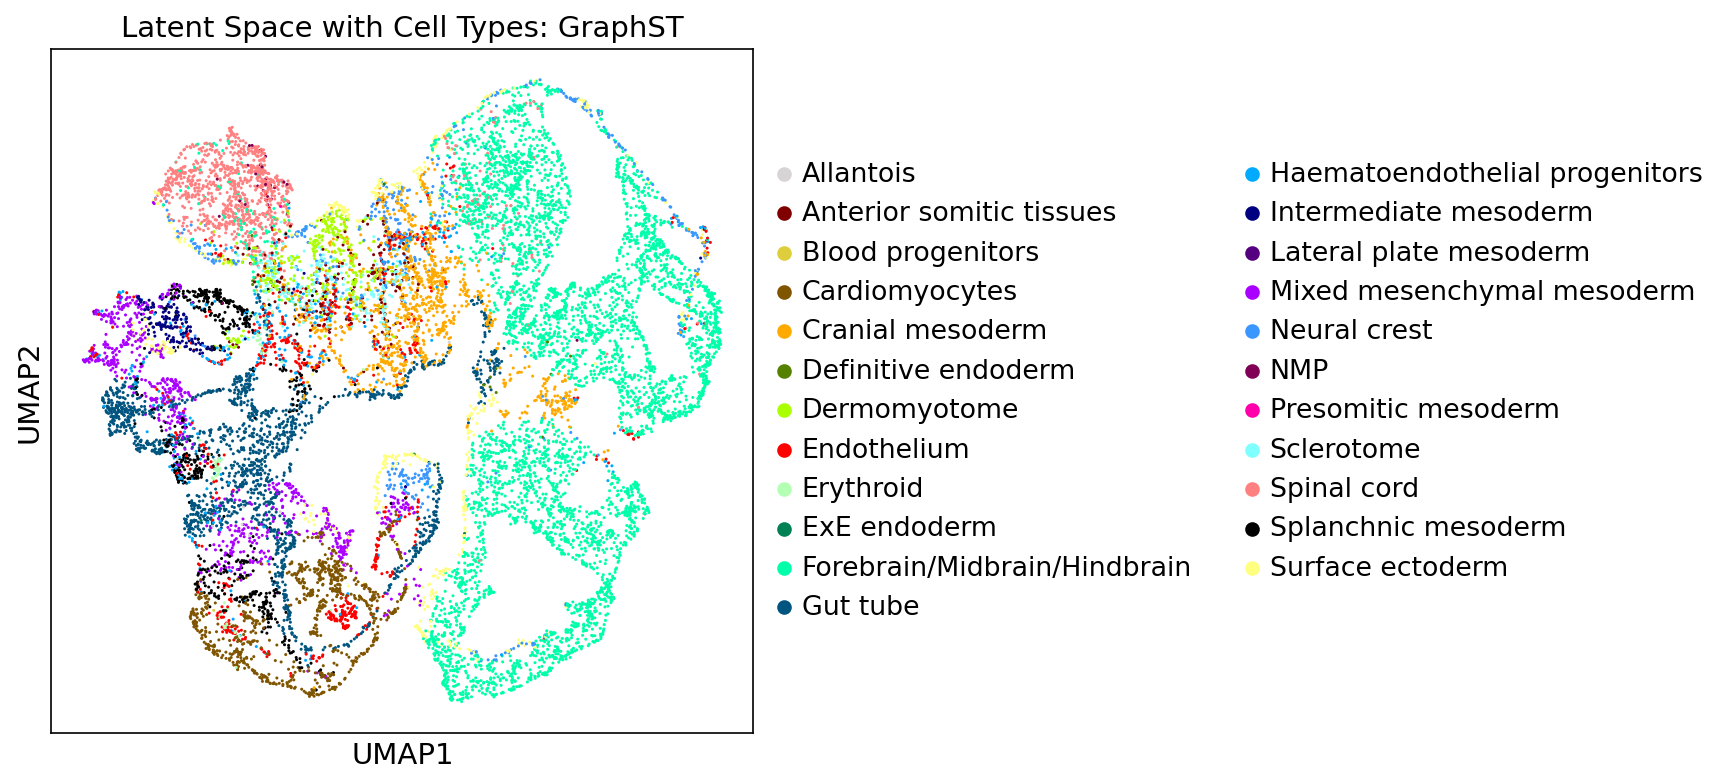 Latent Space with Cell Types: GraphST
UMAP2
UMAP1
Allantois
Anterior somitic tissues
Blood progenitors
Cardiomyocytes
Cranial mesoderm
Definitive endoderm
Dermomyotome
Endothelium
Erythroid
ExE endoderm
Forebrain/Midbrain/Hindbrain
Gut tube
Haematoendothelial progenitors
Intermediate mesoderm
Lateral plate mesoderm
Mixed mesenchymal mesoderm
Neural crest
NMP
Presomitic mesoderm
Sclerotome
Spinal cord
Splanchnic mesoderm
Surface ectoderm